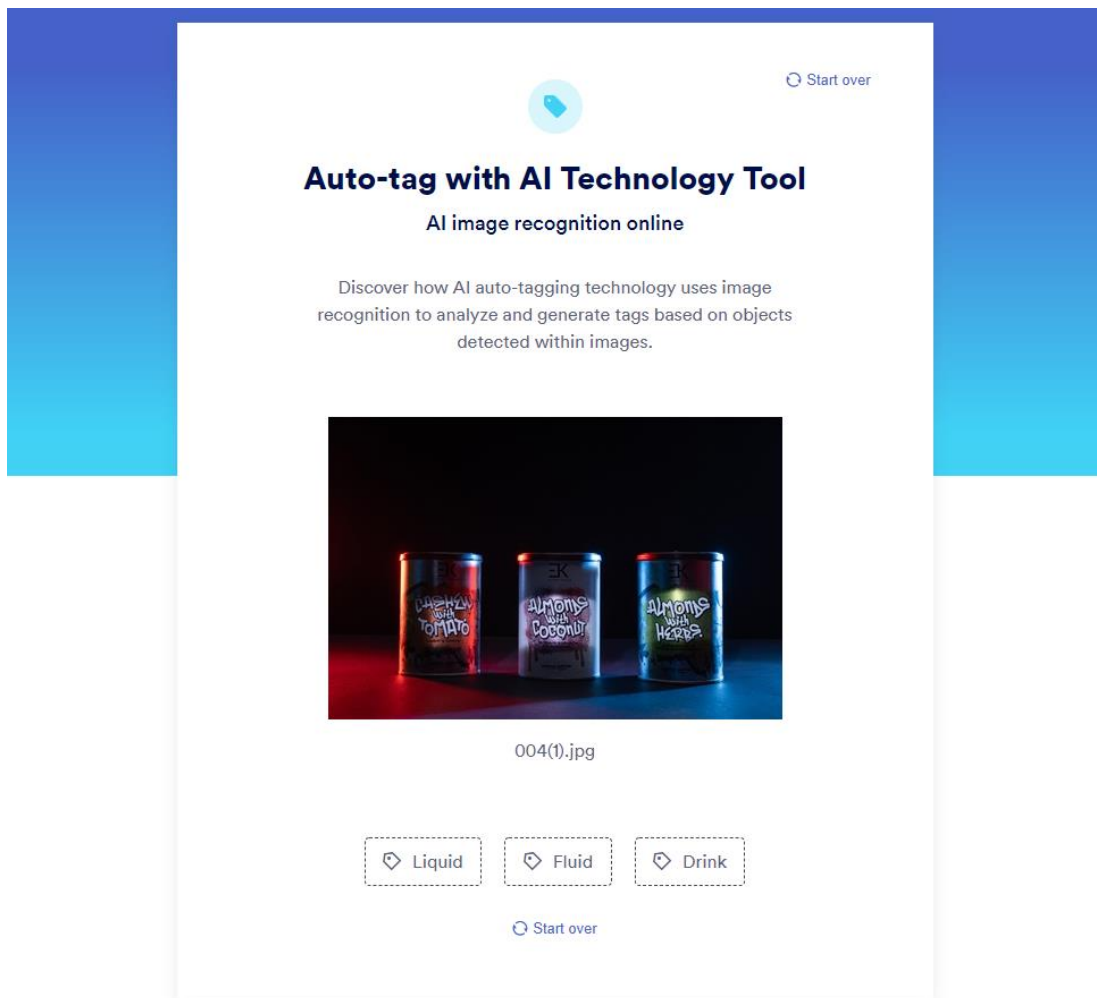 Start over
Auto-tag with AI Technology Tool
AI image recognition online
Discover how AI auto-tagging technology uses image
recognition to analyze and generate tags based on objects
detected within images.
EK
CASHEW
with
TOMATO
EK
ALMONDS
with
COCONUT
EK
ALMONDS
with
HERBS
004(1).jpg
Liquid
Fluid
Drink
Start over